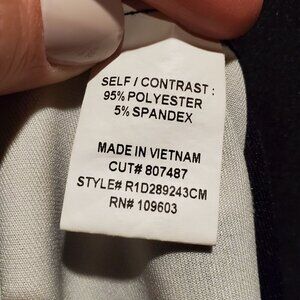 SELF / CONTRAST :
95% POLYESTER
5% SPANDEX
MADE IN VIETNAM
CUT# 807487
STYLE# R1D289243CM
RN# 109603